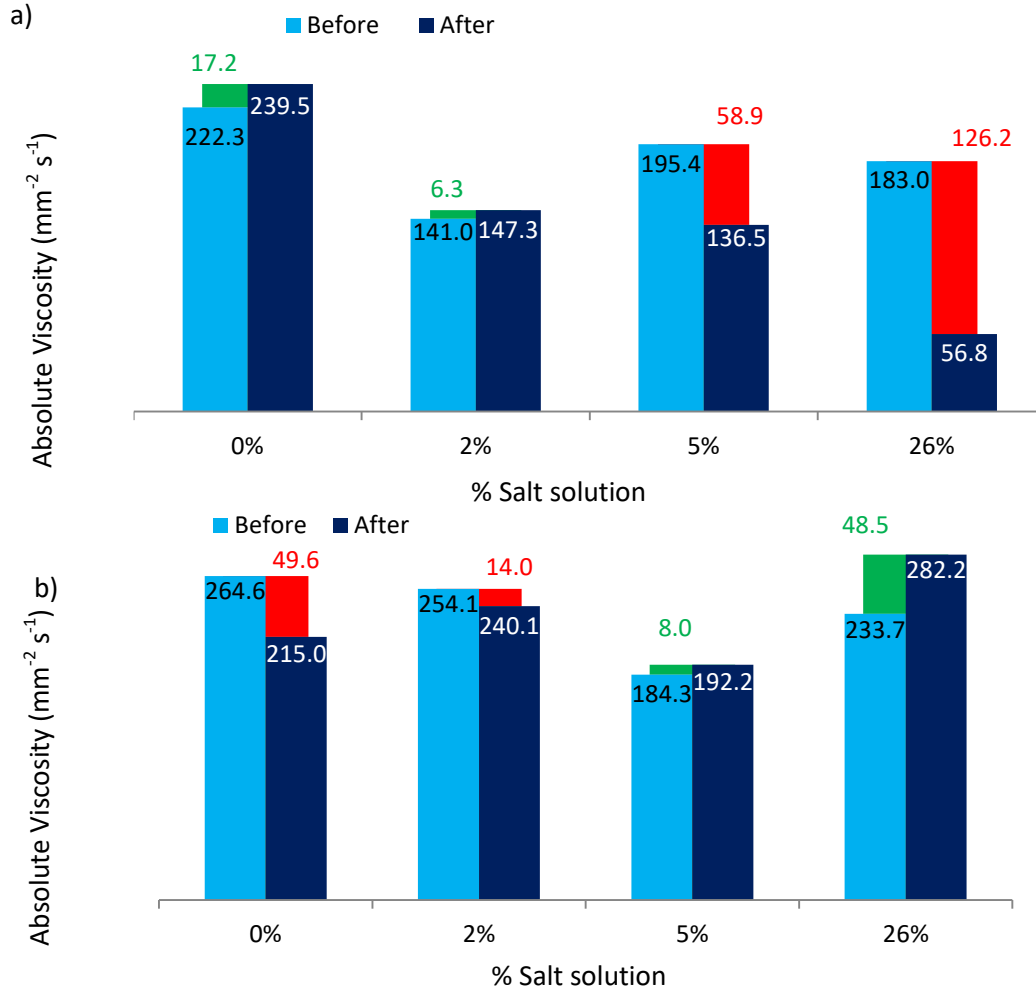 a)
Before After
17.2
222.3
239.5
6.3
141.0
147.3
58.9
195.4
136.5
126.2
183.0
56.8
Absolute Viscosity (mm⁻² s⁻¹)
0% 2% 5% 26%
% Salt solution
b)
Before After
49.6
264.6
215.0
14.0
254.1
240.1
8.0
184.3
192.2
48.5
233.7
282.2
Absolute Viscosity (mm⁻² s⁻¹)
0% 2% 5% 26%
% Salt solution